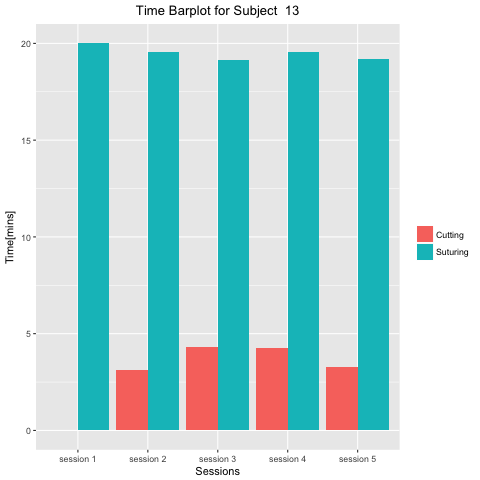 Time Barplot for Subject  13
20
15
10
5
0
Time[mins]
session 1 session 2 session 3 session 4 session 5
Sessions
Cutting
Suturing